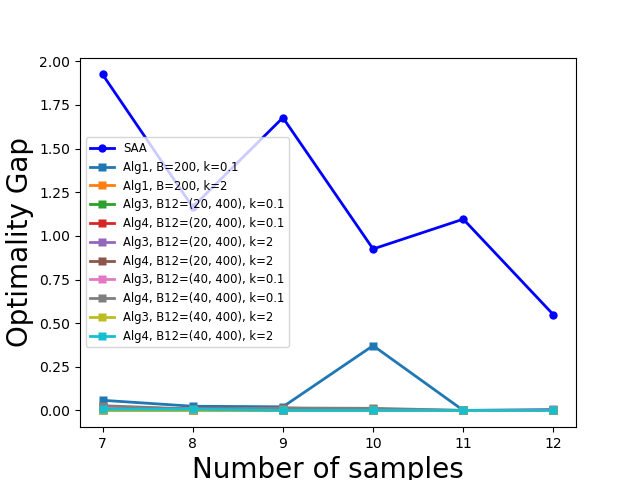 2.00
1.75
1.50
1.25
1.00
0.75
0.50
0.25
0.00
Optimality Gap
SAA
Alg1, B=200, k=0.1
Alg1, B=200, k=2
Alg3, B12=(20, 400), k=0.1
Alg4, B12=(20, 400), k=0.1
Alg3, B12=(20, 400), k=2
Alg4, B12=(20, 400), k=2
Alg3, B12=(40, 400), k=0.1
Alg4, B12=(40, 400), k=0.1
Alg3, B12=(40, 400), k=2
Alg4, B12=(40, 400), k=2
7 8 9 10 11 12
Number of samples